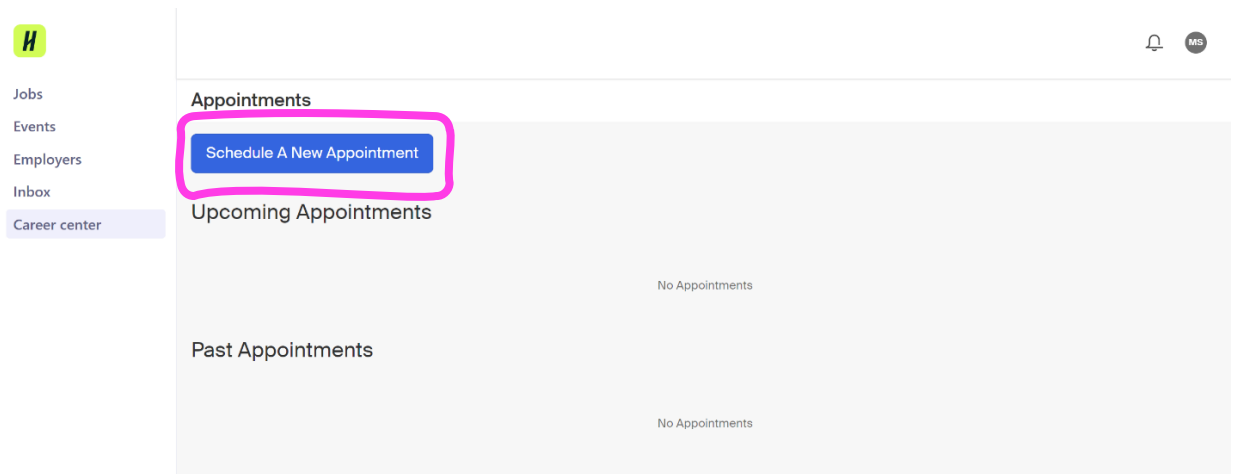 H
MS
Jobs
Events
Employers
Inbox
Career center
Appointments
Schedule A New Appointment
Upcoming Appointments
No Appointments
Past Appointments
No Appointments